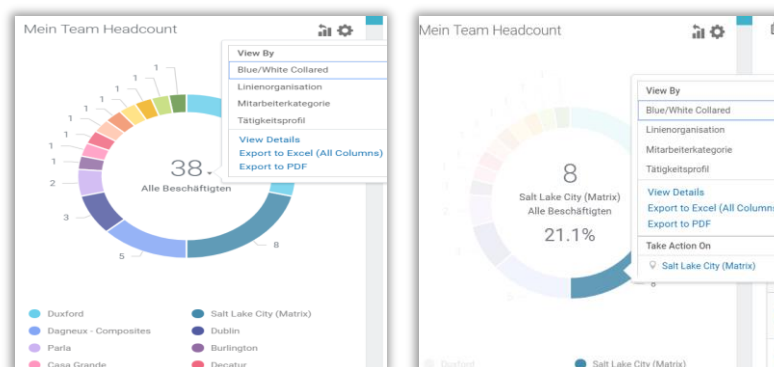 Mein Team Headcount
View By
Blue/White Collared
Linienorganisation
Mitarbeiterkategorie
Tätigkeitsprofil
View Details
Export to Excel (All Columns)
Export to PDF
1
1
1
1
1
1
1
1
2
3
5
8
38
Alle Beschäftigten
Duxford
Salt Lake City (Matrix)
Dagneux - Composites
Dublin
Parla
Burlington
Casa Grande
Decatur
Mein Team Headcount
View By
Blue/White Collared
Linienorganisation
Mitarbeiterkategorie
Tätigkeitsprofil
View Details
Export to Excel (All Columns
Export to PDF
Take Action On
Salt Lake City (Matrix)
8
Salt Lake City (Matrix)
Alle Beschäftigten
21.1%
8
Duxford
Salt Lake City (Matrix)